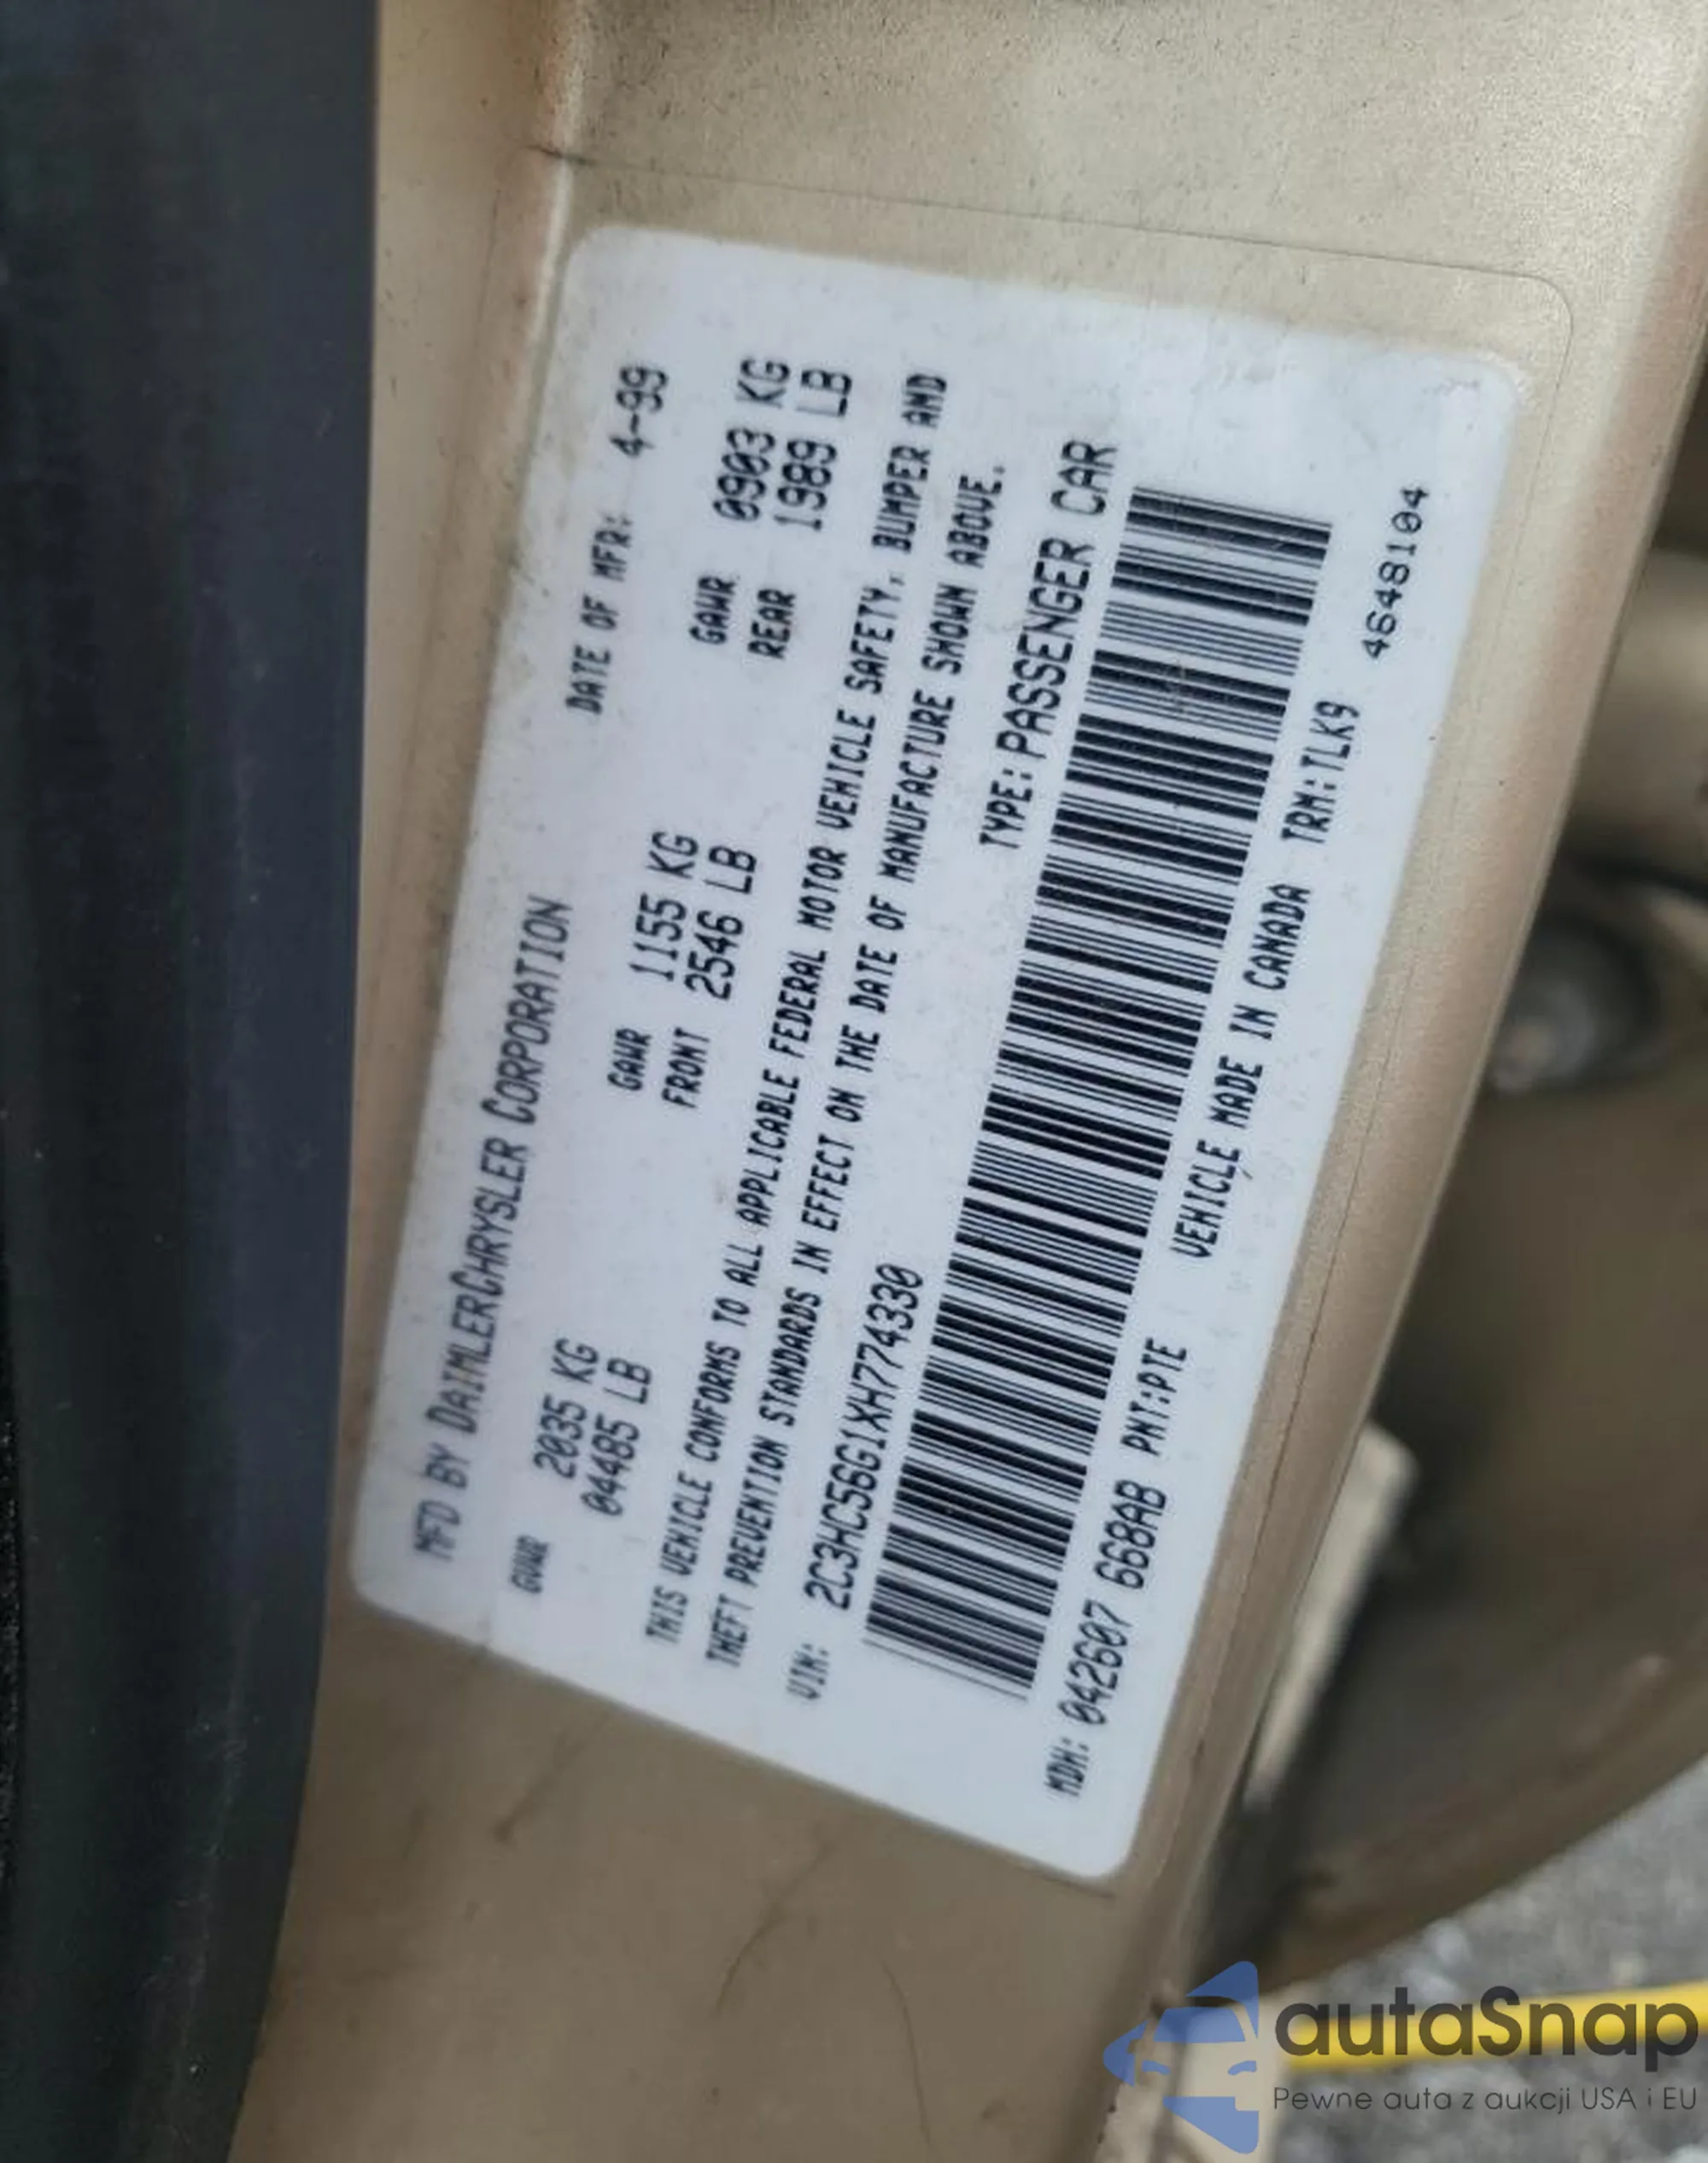 MFD BY DAIMLERCHRYSLER CORPORATION DATE OF MFR: 4-99
GVWR 2035 KG GAWR 1155 KG GAWR 0903 KG
04485 LB FRONT 2546 LB REAR 1989 LB
THIS VEHICLE CONFORMS TO ALL APPLICABLE FEDERAL MOTOR VEHICLE SAFETY, BUMPER AND
THEFT PREVENTION STANDARDS IN EFFECT ON THE DATE OF MANUFACTURE SHOWN ABOVE.
VIN: 2C3HC56G1XH774330 TYPE: PASSENGER CAR
MDH: 042607 668AB PNT: PTE VEHICLE MADE IN CANADA TRM: TLK9
4648104
autaSnap
Pewne auta z aukcji USA i EU